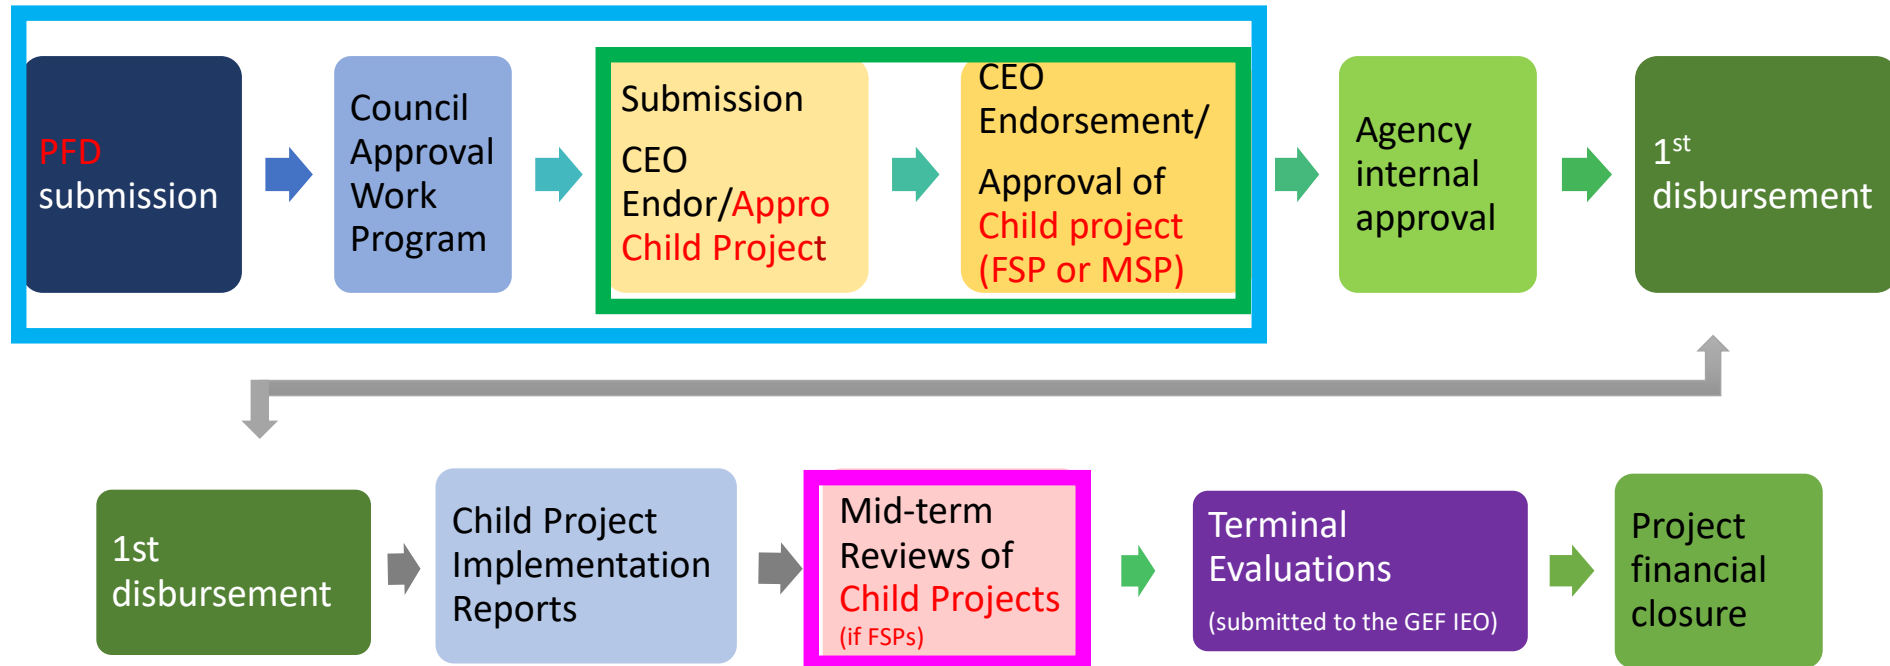 PFD
submission
Council
Approval
Work
Program
Submission
CEO
Endor/Appro
Child Project
CEO
Endorsement/
Approval of
Child project
(FSP or MSP)
Agency
internal
approval
1st
disbursement
1st
disbursement
Child Project
Implementation
Reports
Mid-term
Reviews of
Child Projects
(if FSPs)
Terminal
Evaluations
(submitted to the GEF IEO)
Project
financial
closure